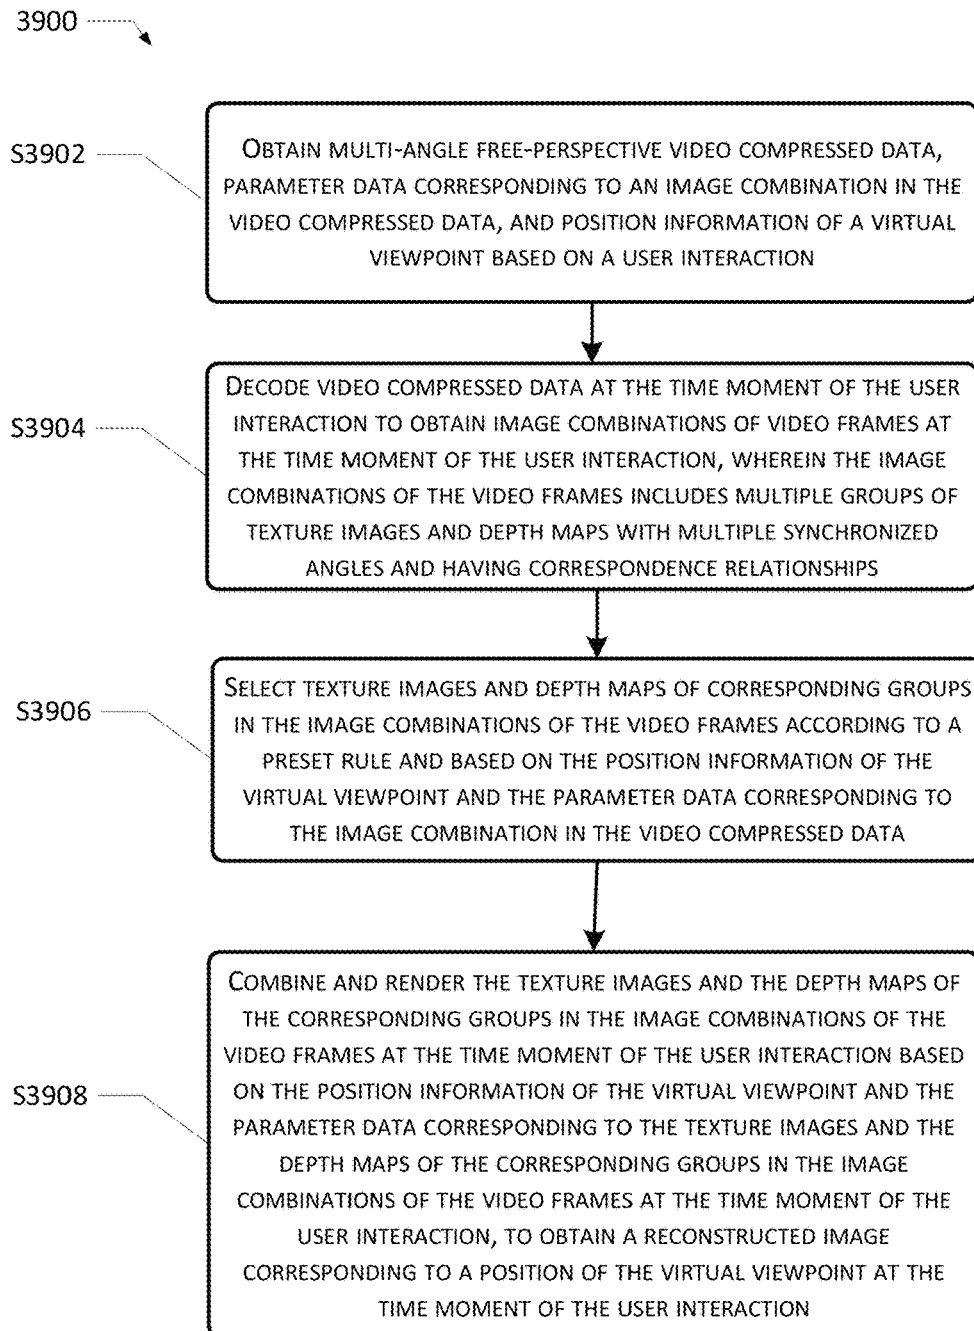 3900
S3902
OBTAIN MULTI-ANGLE FREE-PERSPECTIVE VIDEO COMPRESSED DATA,
PARAMETER DATA CORRESPONDING TO AN IMAGE COMBINATION IN THE
VIDEO COMPRESSED DATA, AND POSITION INFORMATION OF A VIRTUAL
VIEWPOINT BASED ON A USER INTERACTION
S3904
DECODE VIDEO COMPRESSED DATA AT THE TIME MOMENT OF THE USER
INTERACTION TO OBTAIN IMAGE COMBINATIONS OF VIDEO FRAMES AT
THE TIME MOMENT OF THE USER INTERACTION, WHEREIN THE IMAGE
COMBINATIONS OF THE VIDEO FRAMES INCLUDES MULTIPLE GROUPS OF
TEXTURE IMAGES AND DEPTH MAPS WITH MULTIPLE SYNCHRONIZED
ANGLES AND HAVING CORRESPONDENCE RELATIONSHIPS
S3906
SELECT TEXTURE IMAGES AND DEPTH MAPS OF CORRESPONDING GROUPS
IN THE IMAGE COMBINATIONS OF THE VIDEO FRAMES ACCORDING TO A
PRESET RULE AND BASED ON THE POSITION INFORMATION OF THE
VIRTUAL VIEWPOINT AND THE PARAMETER DATA CORRESPONDING TO
THE IMAGE COMBINATION IN THE VIDEO COMPRESSED DATA
S3908
COMBINE AND RENDER THE TEXTURE IMAGES AND THE DEPTH MAPS OF
THE CORRESPONDING GROUPS IN THE IMAGE COMBINATIONS OF THE
VIDEO FRAMES AT THE TIME MOMENT OF THE USER INTERACTION BASED
ON THE POSITION INFORMATION OF THE VIRTUAL VIEWPOINT AND THE
PARAMETER DATA CORRESPONDING TO THE TEXTURE IMAGES AND THE
DEPTH MAPS OF THE CORRESPONDING GROUPS IN THE IMAGE
COMBINATIONS OF THE VIDEO FRAMES AT THE TIME MOMENT OF THE
USER INTERACTION, TO OBTAIN A RECONSTRUCTED IMAGE
CORRESPONDING TO A POSITION OF THE VIRTUAL VIEWPOINT AT THE
TIME MOMENT OF THE USER INTERACTION